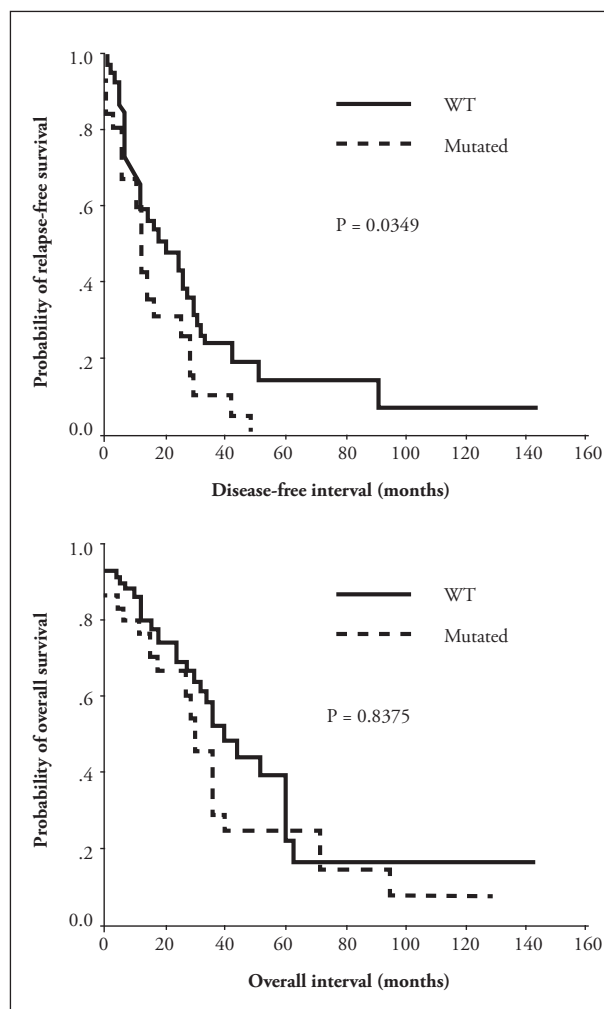 1.0
.8
.6
.4
.2
0.0
Probability of relapse-free survival
WT
Mutated
P = 0.0349
0 20 40 60 80 100 120 140 160
Disease-free interval (months)
1.0
.8
.6
.4
.2
0.0
Probability of overall survival
WT
Mutated
P = 0.8375
0 20 40 60 80 100 120 140 160
Overall interval (months)